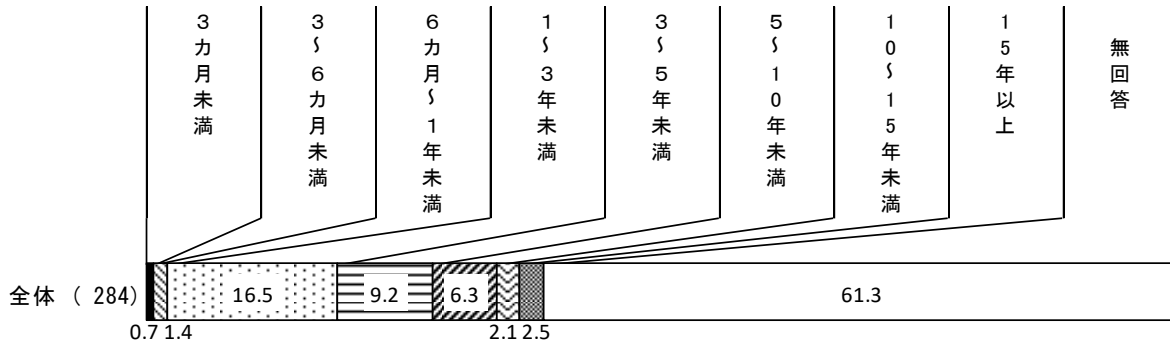 3カ月未満
3～6カ月未満
6カ月～1年未満
1～3年未満
3～5年未満
5～10年未満
10～15年未満
15年以上
無回答
全体 ( 284)
16.5
9.2
6.3
61.3
0.7
1.4
2.1
2.5